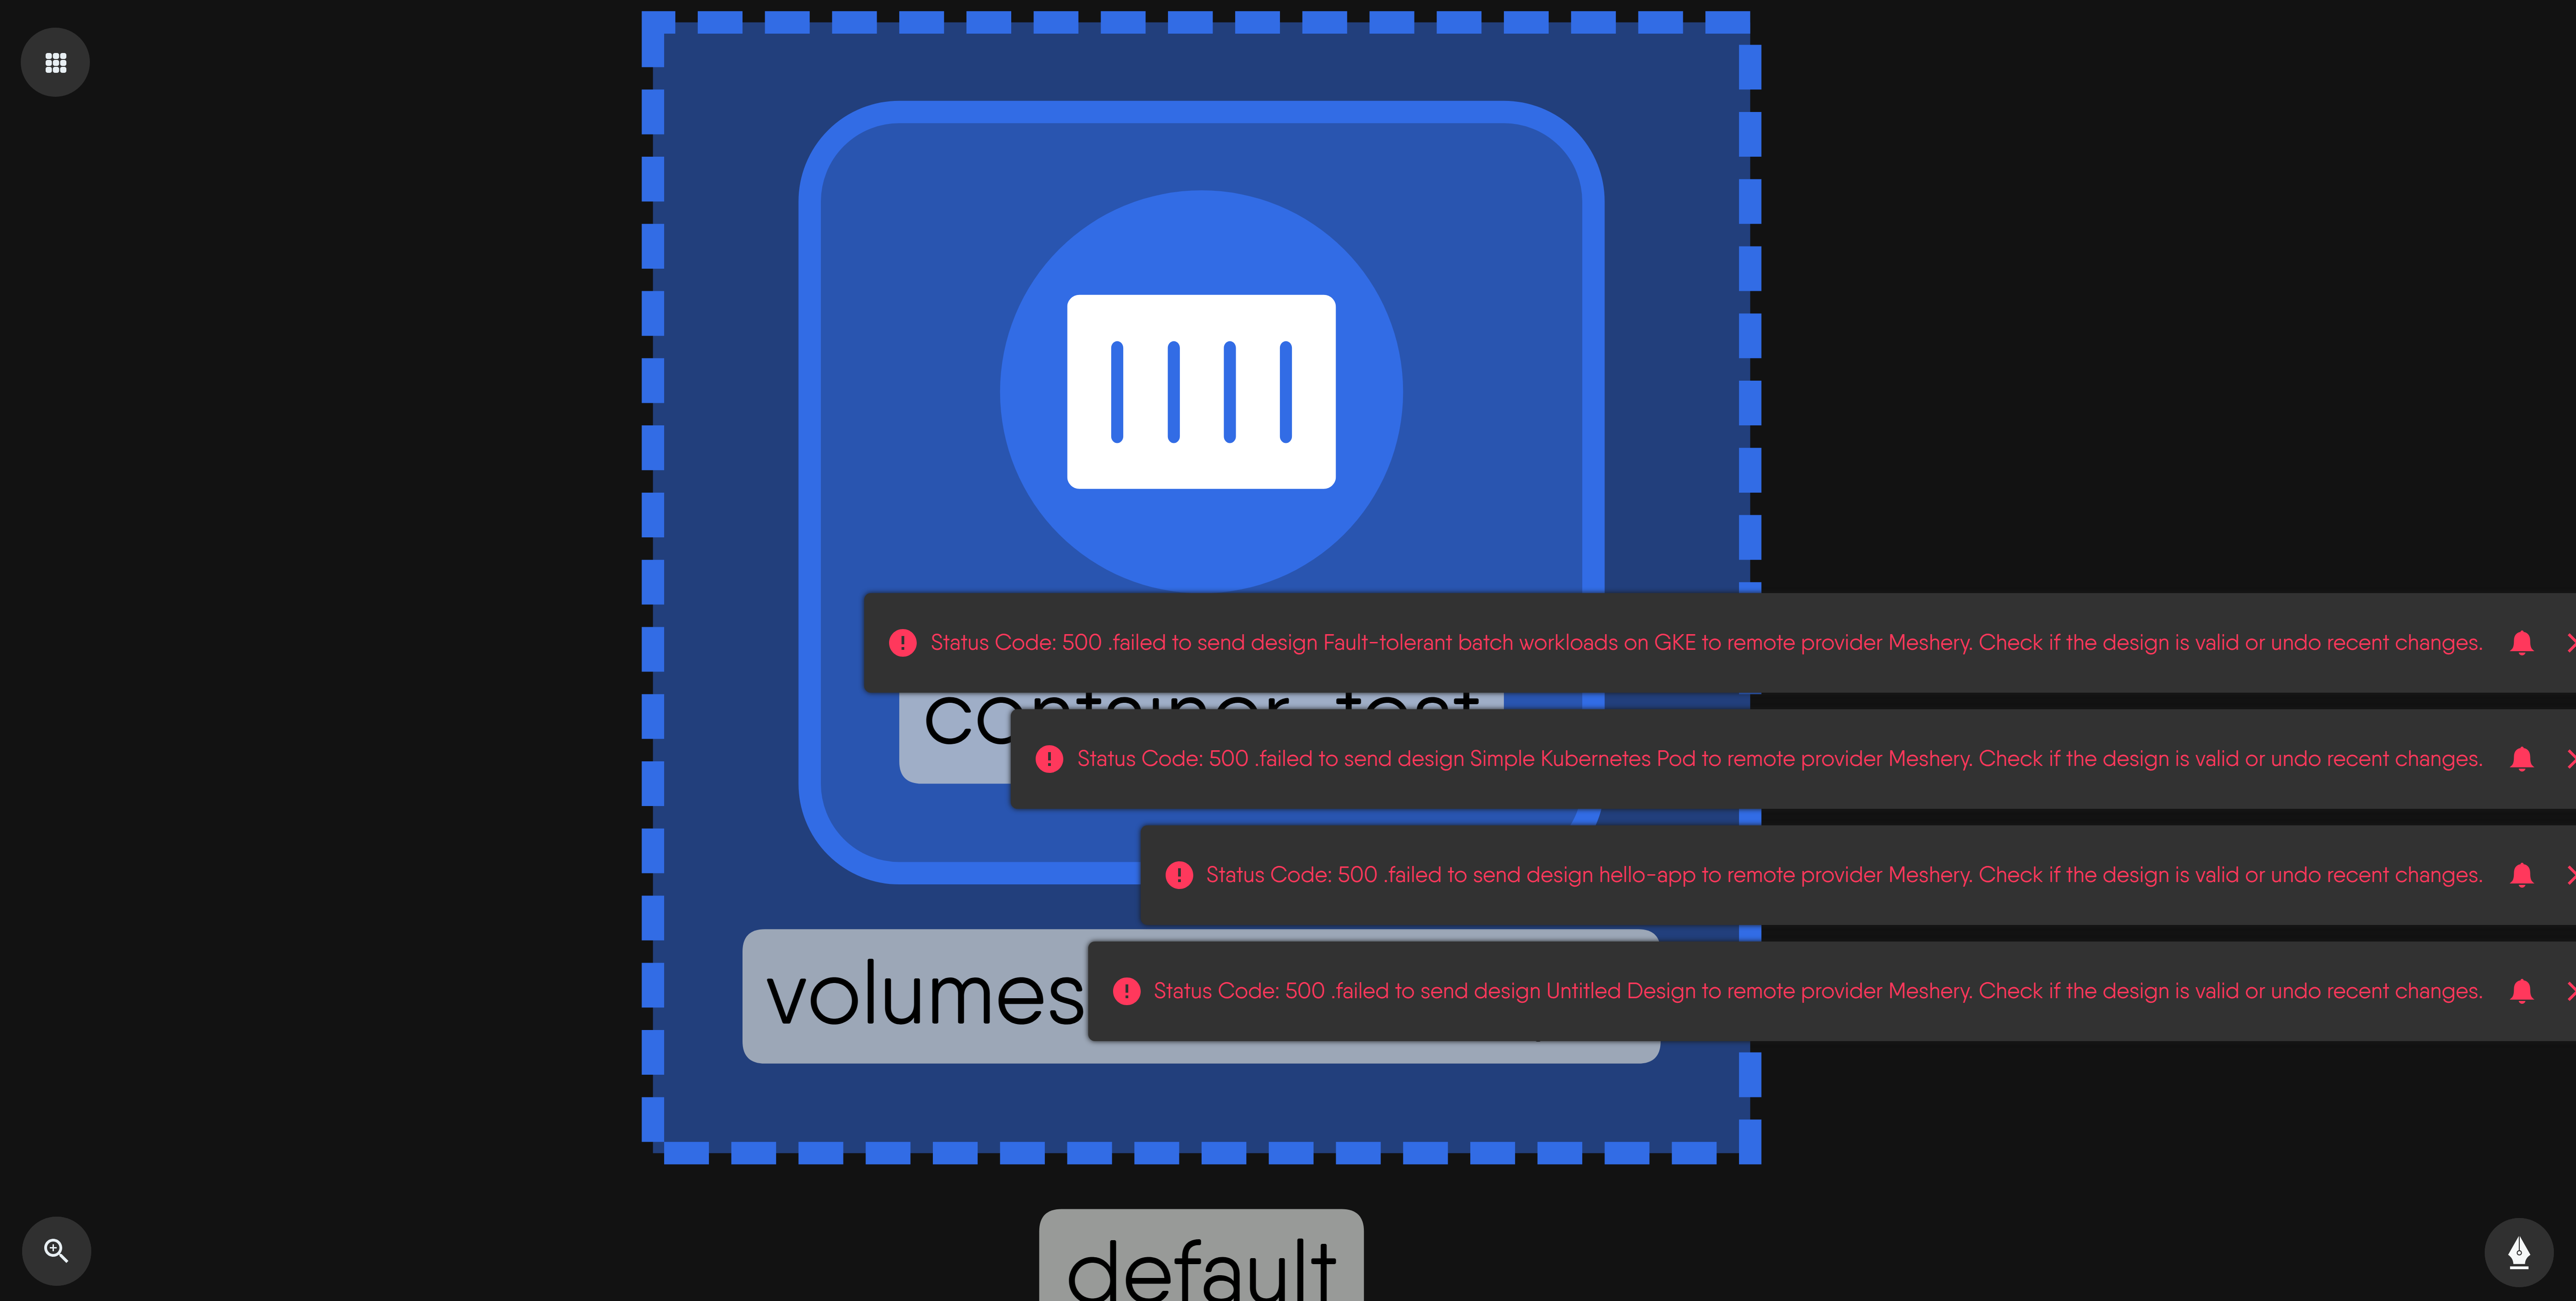 Status Code: 500 .failed to send design Fault-tolerant batch workloads on GKE to remote provider Meshery. Check if the design is valid or undo recent changes.
container-test
Status Code: 500 .failed to send design Simple Kubernetes Pod to remote provider Meshery. Check if the design is valid or undo recent changes.
Status Code: 500 .failed to send design hello-app to remote provider Meshery. Check if the design is valid or undo recent changes.
volumes
Status Code: 500 .failed to send design Untitled Design to remote provider Meshery. Check if the design is valid or undo recent changes.
default